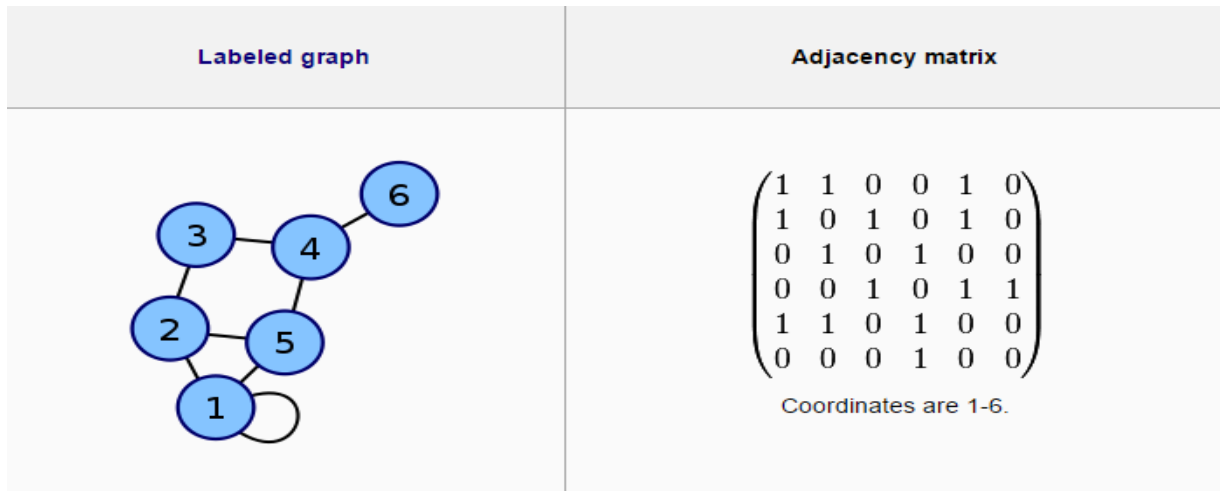 Labeled graph
Adjacency matrix
6
3
4
2
5
1
1 1 0 0 1 0
1 0 1 0 1 0
0 1 0 1 0 0
0 0 1 0 1 1
1 1 0 1 0 0
0 0 0 1 0 0
Coordinates are 1-6.